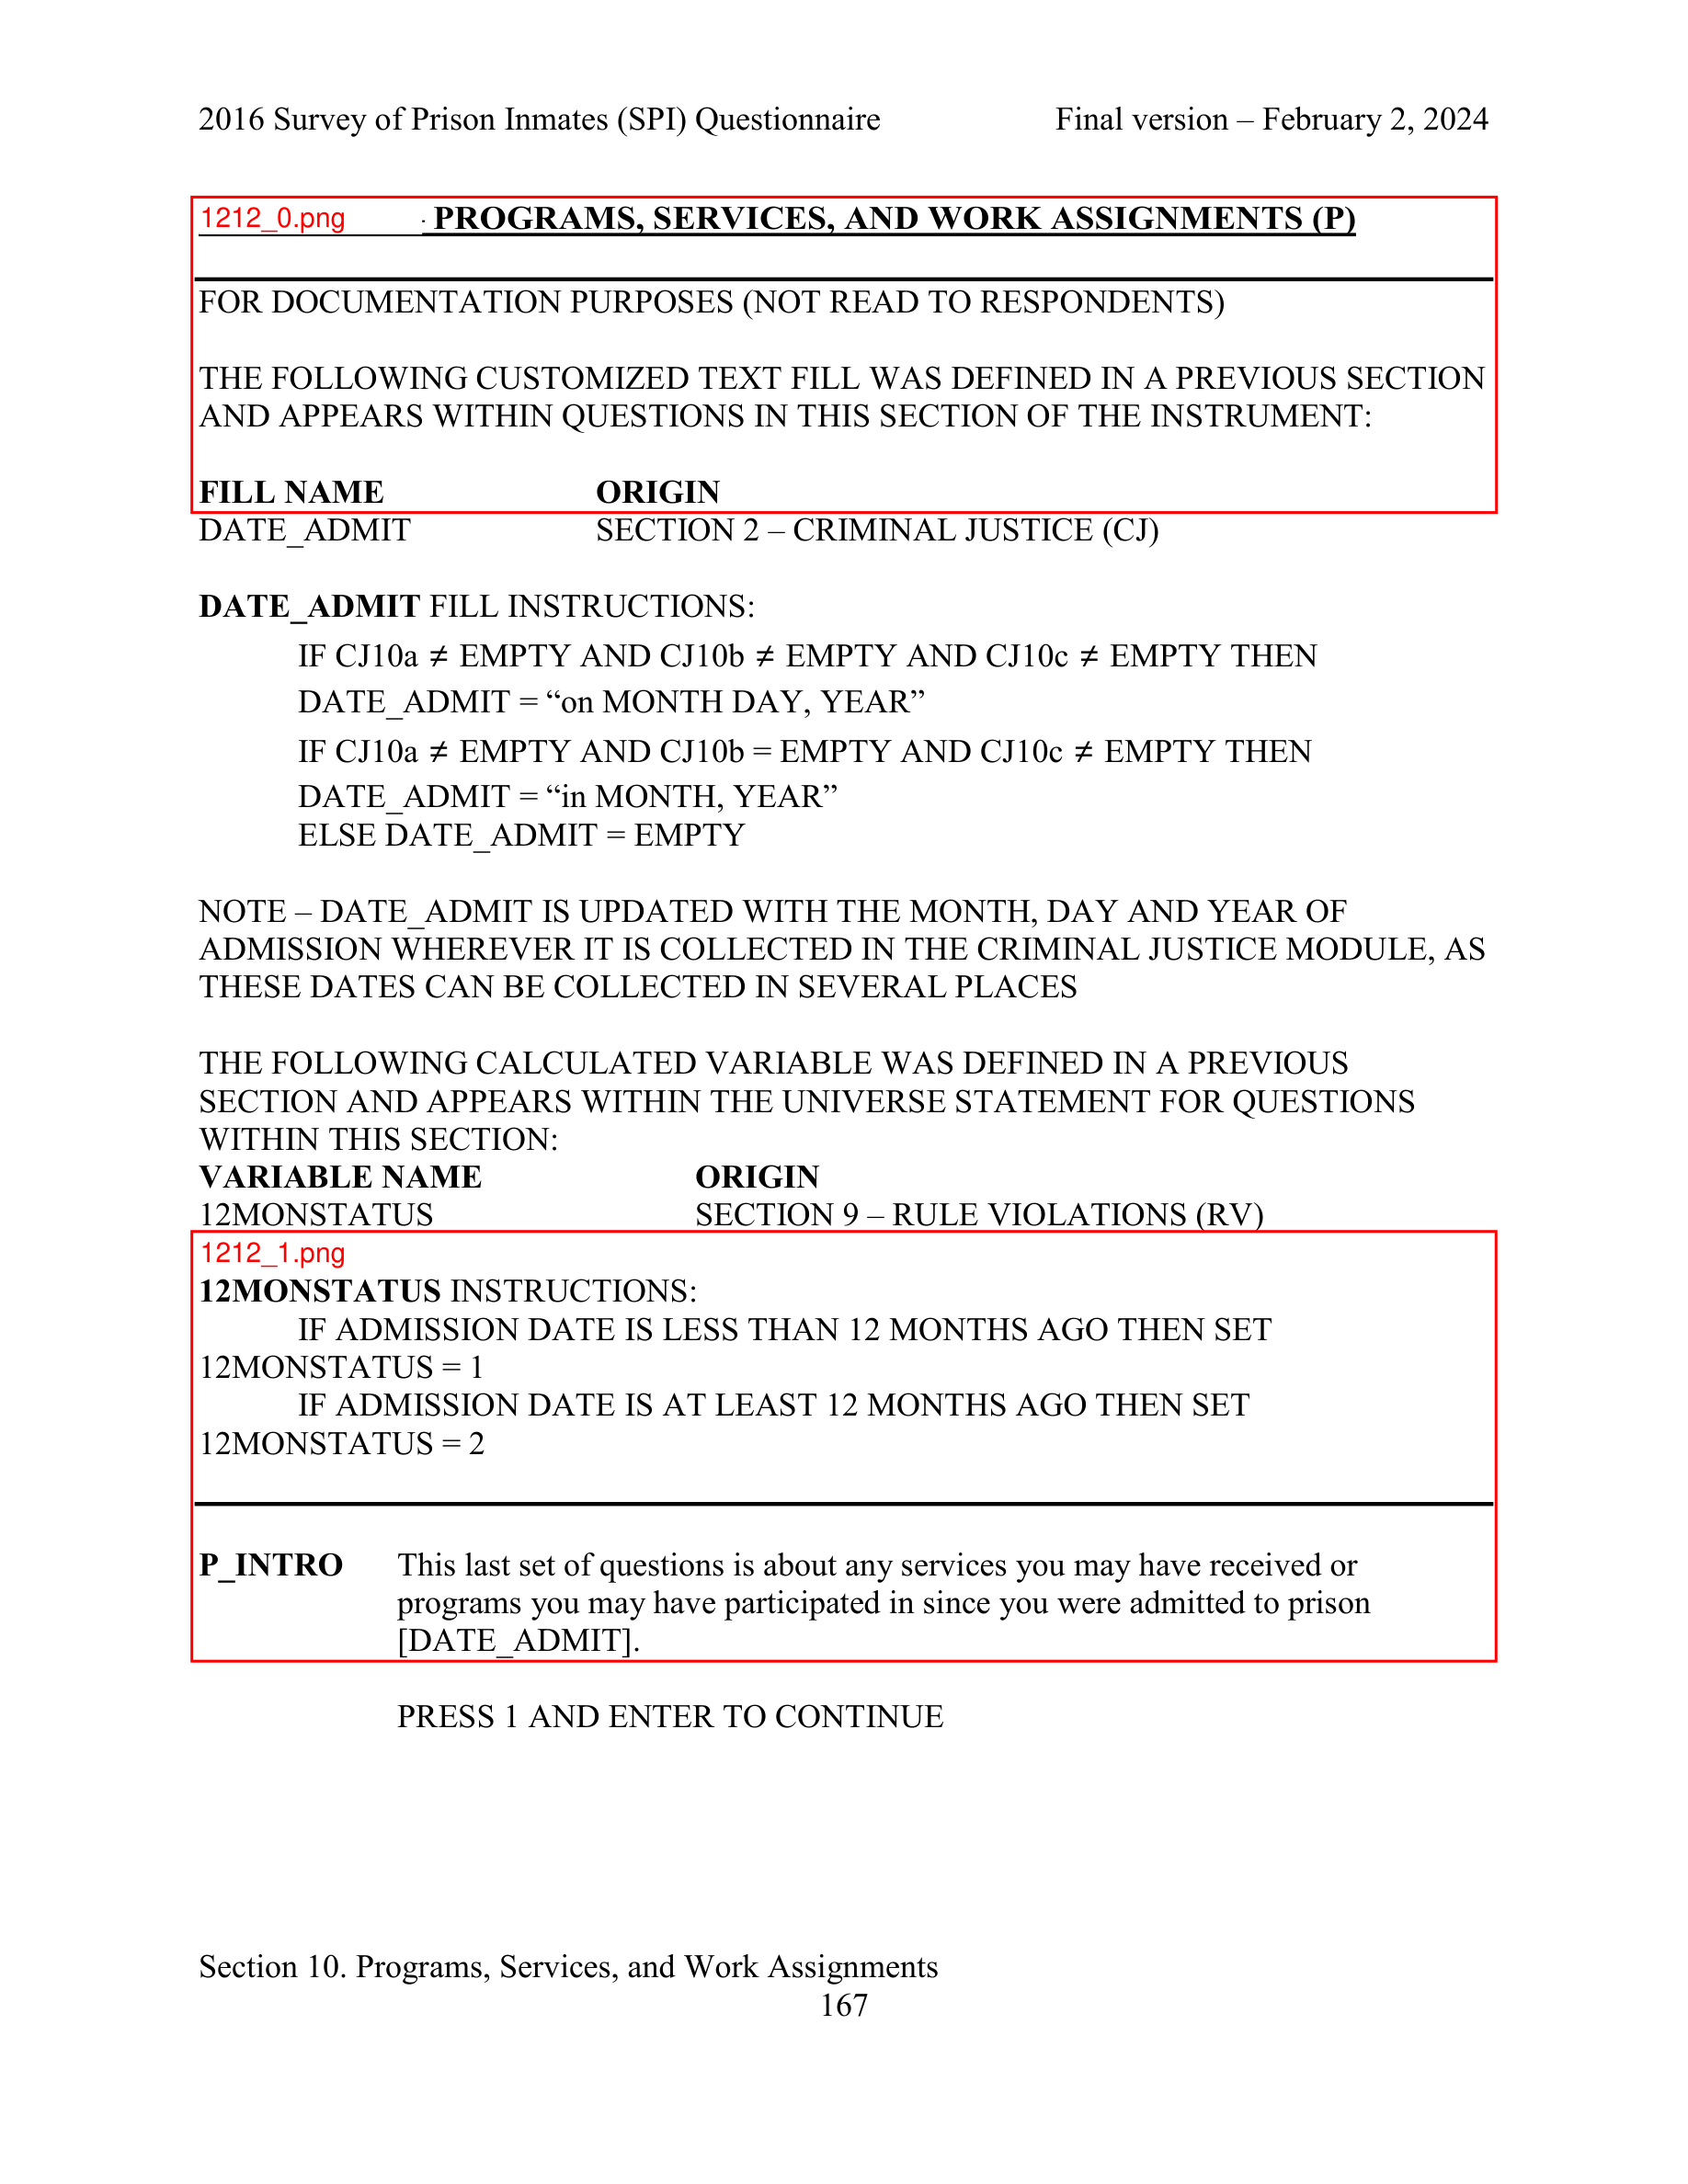 2016 Survey of Prison Inmates (SPI) Questionnaire Final version – February 2, 2024
1212_0.png PROGRAMS, SERVICES, AND WORK ASSIGNMENTS (P)
FOR DOCUMENTATION PURPOSES (NOT READ TO RESPONDENTS)
THE FOLLOWING CUSTOMIZED TEXT FILL WAS DEFINED IN A PREVIOUS SECTION
AND APPEARS WITHIN QUESTIONS IN THIS SECTION OF THE INSTRUMENT:
FILL NAME ORIGIN
DATE_ADMIT SECTION 2 – CRIMINAL JUSTICE (CJ)
DATE_ADMIT FILL INSTRUCTIONS:
IF CJ10a ≠ EMPTY AND CJ10b ≠ EMPTY AND CJ10c ≠ EMPTY THEN
DATE_ADMIT = “on MONTH DAY, YEAR”
IF CJ10a ≠ EMPTY AND CJ10b = EMPTY AND CJ10c ≠ EMPTY THEN
DATE_ADMIT = “in MONTH, YEAR”
ELSE DATE_ADMIT = EMPTY
NOTE – DATE_ADMIT IS UPDATED WITH THE MONTH, DAY AND YEAR OF
ADMISSION WHEREVER IT IS COLLECTED IN THE CRIMINAL JUSTICE MODULE, AS
THESE DATES CAN BE COLLECTED IN SEVERAL PLACES
THE FOLLOWING CALCULATED VARIABLE WAS DEFINED IN A PREVIOUS
SECTION AND APPEARS WITHIN THE UNIVERSE STATEMENT FOR QUESTIONS
WITHIN THIS SECTION:
VARIABLE NAME ORIGIN
12MONSTATUS SECTION 9 – RULE VIOLATIONS (RV)
1212_1.png
12MONSTATUS INSTRUCTIONS:
IF ADMISSION DATE IS LESS THAN 12 MONTHS AGO THEN SET
12MONSTATUS = 1
IF ADMISSION DATE IS AT LEAST 12 MONTHS AGO THEN SET
12MONSTATUS = 2
P_INTRO This last set of questions is about any services you may have received or
programs you may have participated in since you were admitted to prison
[DATE_ADMIT].
PRESS 1 AND ENTER TO CONTINUE
Section 10. Programs, Services, and Work Assignments
167